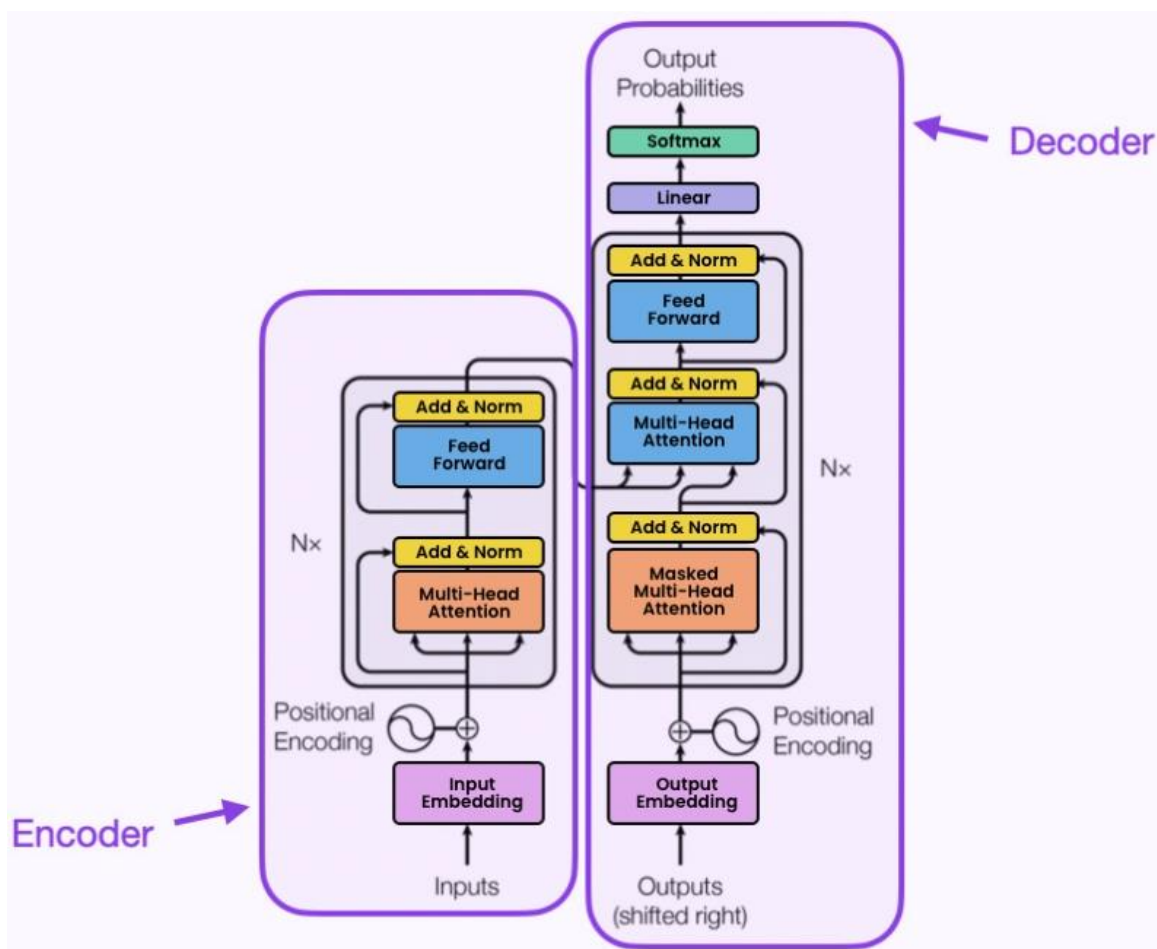 Output
Probabilities
Softmax
Decoder
Linear
Add & Norm
Feed
Forward
Add & Norm
Multi-Head
Attention
Nx
Add & Norm
Masked
Multi-Head
Attention
Positional
Encoding
Output
Embedding
Outputs
(shifted right)
Add & Norm
Feed
Forward
Nx
Add & Norm
Multi-Head
Attention
Positional
Encoding
Input
Embedding
Encoder
Inputs